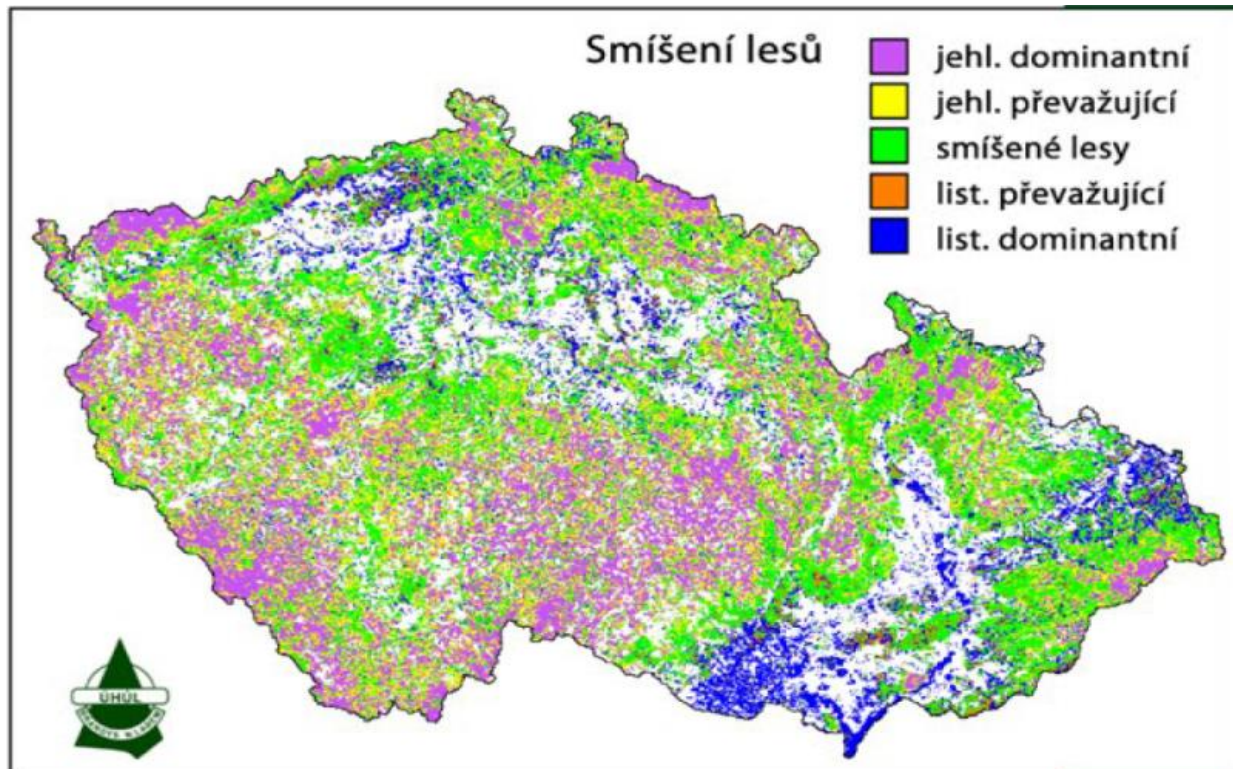 Smíšení lesů
jehl. dominantní
jehl. převažující
smíšené lesy
list. převažující
list. dominantní
ÚHÚL